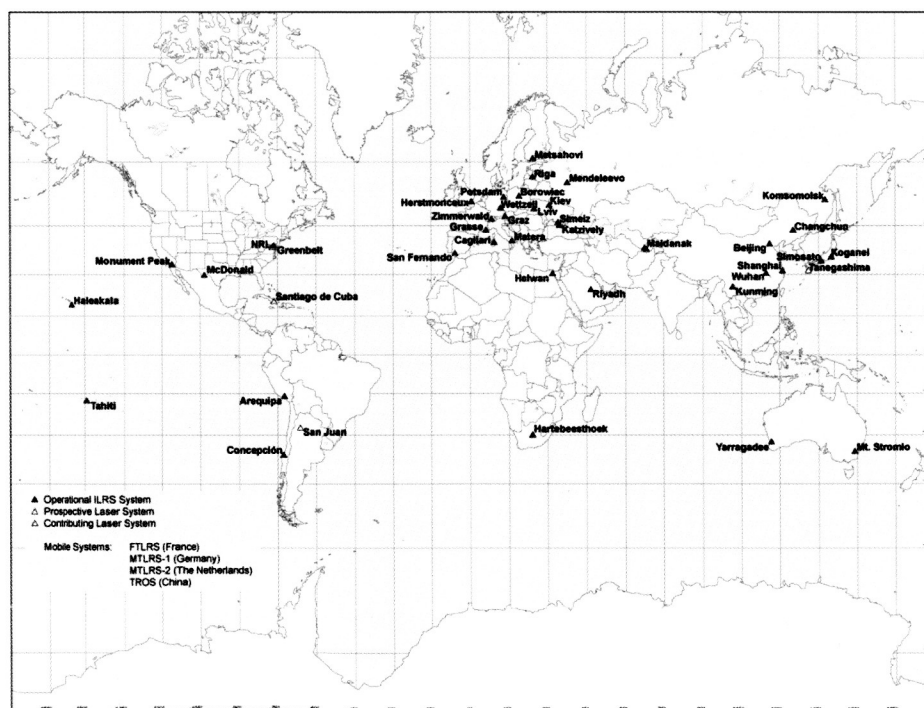 Metsahovi
Riga
Mendeleevo
Potsdam
Borowiec
Komsomolsk
Herstmonceux
Wettzell
Kiev
Lviv
Zimmerwald
Graz
Simeiz
Katzively
Changchun
Grasse
NRL
Greenbelt
Cagliari
Matera
Maidanak
Beijing
Koganei
Simosato
San Fernando
Monument Peak
McDonald
Shanghai
Tanegashima
Helwan
Wuhan
Riyadh
Kunming
Haleakala
Santiago de Cuba
Tahiti
Arequipa
San Juan
Hartebeesthoek
Concepción
Yarragadee
Mt. Stromlo
Operational ILRS System
Prospective Laser System
Contributing Laser System
Mobile Systems: FTLRS (France)
MTLRS-1 (Germany)
MTLRS-2 (The Netherlands)
TROS (China)